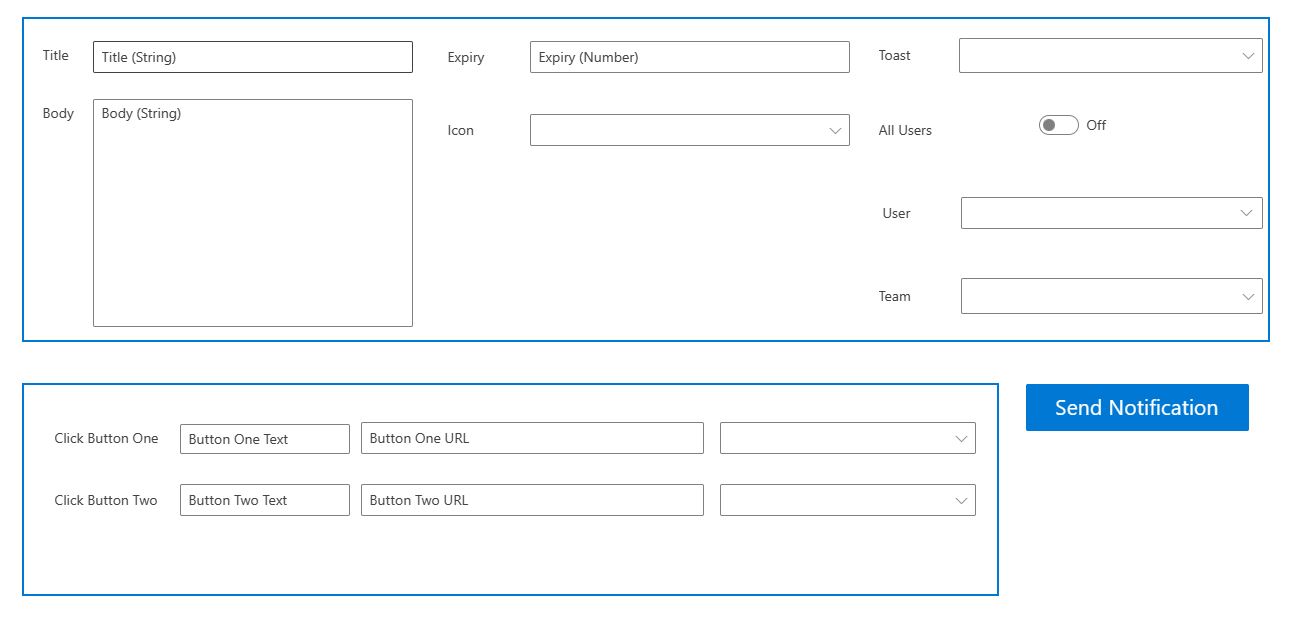 Title
Title (String)
Expiry
Expiry (Number)
Toast
Body
Body (String)
Icon
All Users
Off
User
Team
Click Button One
Button One Text
Button One URL
Send Notification
Click Button Two
Button Two Text
Button Two URL